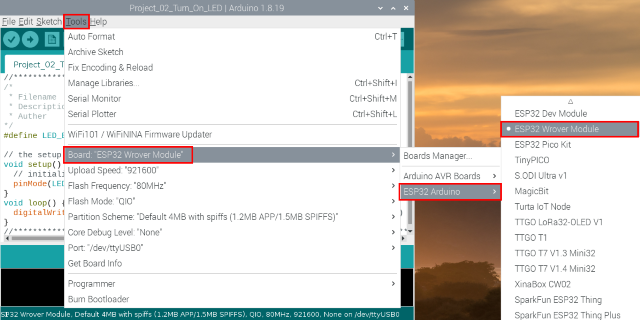 Project_02_Turn_On_LED | Arduino 1.8.19
File Edit Sketch Tools Help
Auto Format Ctrl+T
Archive Sketch
Fix Encoding & Reload
Manage Libraries... Ctrl+Shift+I
Serial Monitor Ctrl+Shift+M
Serial Plotter Ctrl+Shift+L
WiFi101 / WiFiNINA Firmware Updater
Board: "ESP32 Wrover Module"
Upload Speed: "921600"
Flash Frequency: "80MHz"
Flash Mode: "QIO"
Partition Scheme: "Default 4MB with spiffs (1.2MB APP/1.5MB SPIFFS)"
Core Debug Level: "None"
Port: "/dev/ttyUSB0"
Get Board Info
Programmer
Burn Bootloader
Project_02_T
//**
/*
* Filename
* Description
* Auther
*/
#define LED_
// the setup
void setup()
// initiali
pinMode(LED
}
void loop() {
digitalWrit
}
//**
Boards Manager...
Arduino AVR Boards
ESP32 Arduino
ESP32 Dev Module
ESP32 Wrover Module
ESP32 Pico Kit
TinyPICO
S.ODI Ultra v1
MagicBit
Turta IoT Node
TTGO LoRa32-OLED V1
TTGO T1
TTGO T7 V1.3 Mini32
TTGO T7 V1.4 Mini32
XinaBox CW02
SparkFun ESP32 Thing
SparkFun ESP32 Thing Plus
SP32 Wrover Module, Default 4MB with spiffs (1.2MB APP/1.5MB SPIFFS), QIO, 80MHz, 921600, None on /dev/ttyUSB0